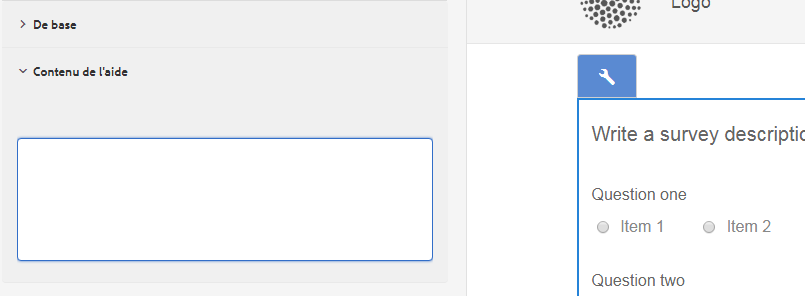 De base
Contenu de l'aide
Logo
Write a survey descriptio
Question one
Item 1
Item 2
Question two